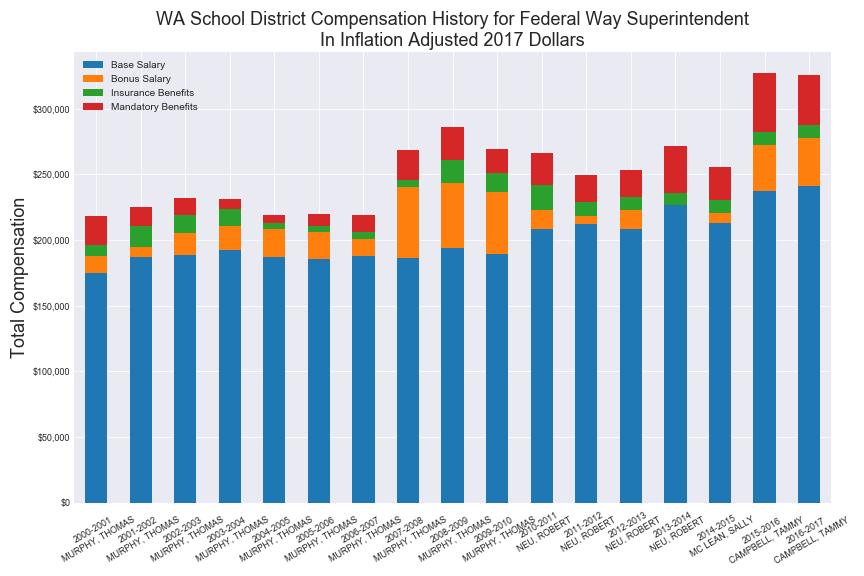 WA School District Compensation History for Federal Way Superintendent
In Inflation Adjusted 2017 Dollars
Base Salary
Bonus Salary
Insurance Benefits
Mandatory Benefits
Total Compensation
$300,000
$250,000
$200,000
$150,000
$100,000
$50,000
$0
2000-2001
MURPHY, THOMAS
2001-2002
MURPHY, THOMAS
2002-2003
MURPHY, THOMAS
2003-2004
MURPHY, THOMAS
2004-2005
MURPHY, THOMAS
2005-2006
MURPHY, THOMAS
2006-2007
MURPHY, THOMAS
2007-2008
MURPHY, THOMAS
2008-2009
MURPHY, THOMAS
2009-2010
MURPHY, THOMAS
2010-2011
NEU, ROBERT
2011-2012
NEU, ROBERT
2012-2013
NEU, ROBERT
2013-2014
NEU, ROBERT
2014-2015
MC LEAN, SALLY
2015-2016
CAMPBELL, TAMMY
2016-2017
CAMPBELL, TAMMY